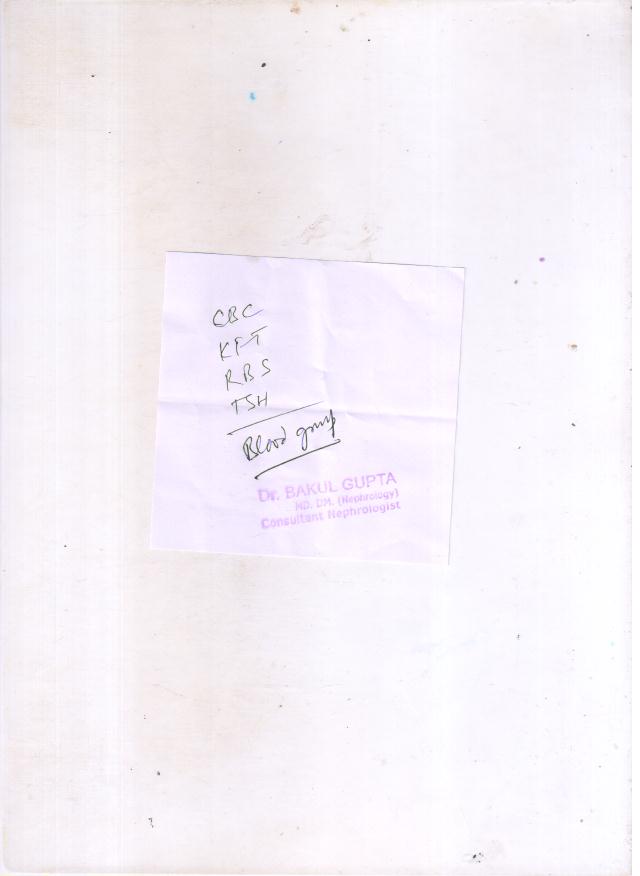 CBC
KFT
RBS
TSH
Blood group
Dr. BAKUL GUPTA
MD. DM. (Nephrology)
Consultant Nephrologist